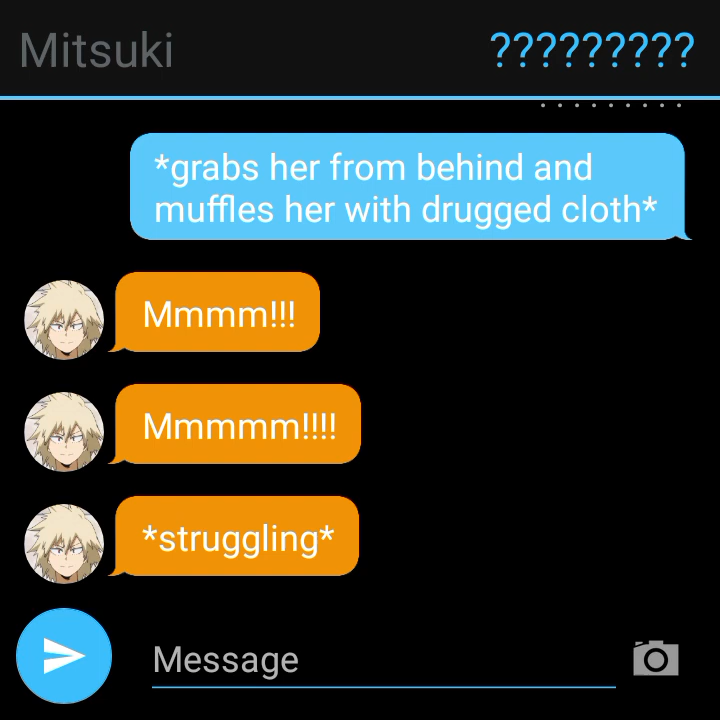 Mitsuki
?????????
*grabs her from behind and
muffles her with drugged cloth*
Mmmm!!!
Mmmmm!!!!
*struggling*
Message